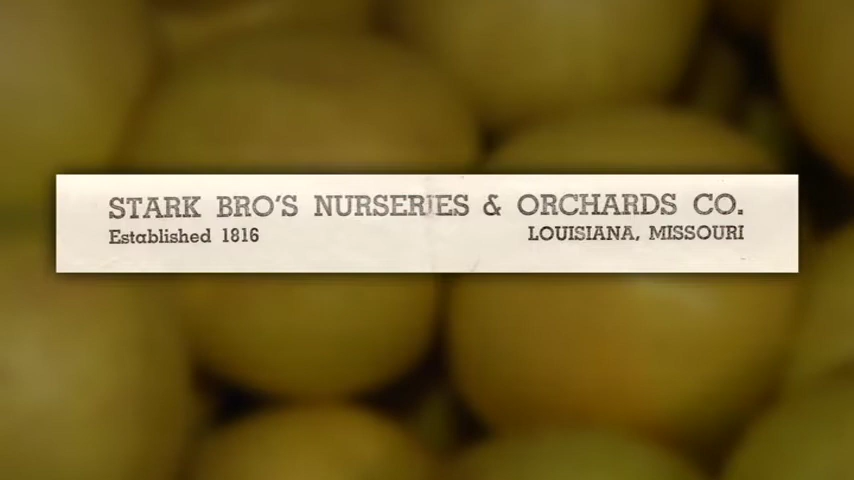 STARK BRO'S NURSERIES & ORCHARDS CO.
Established 1816 LOUISIANA, MISSOURI